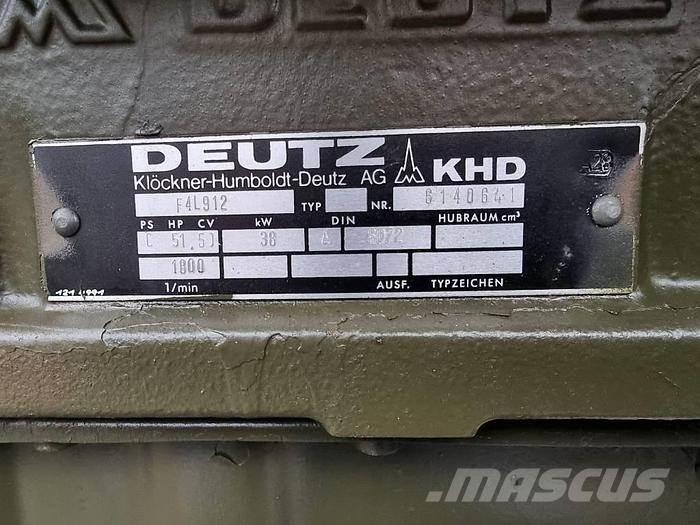 DEUTZ
DEUTZ KHD
Klöckner-Humboldt-Deutz AG
F4L912 TYP NR. 6140641
PS HP CV kW DIN HUBRAUM cm³
51,5 38 A
1800
1/min AUSF. TYPZEICHEN
MASCUS